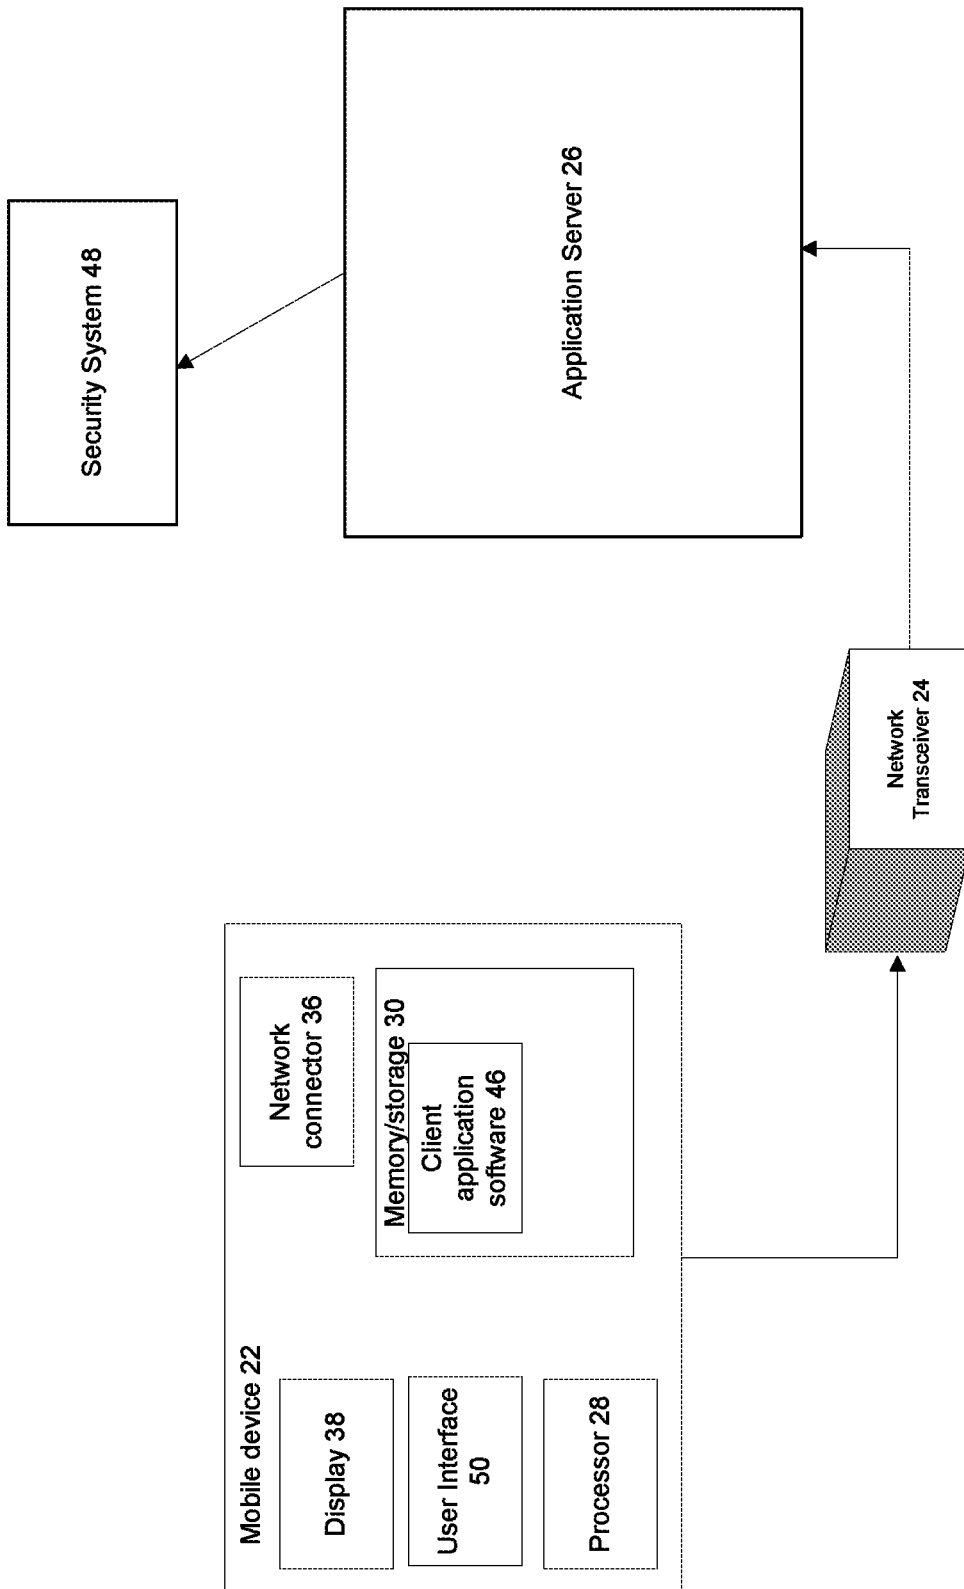 Mobile device 22
Display 38
User Interface
50
Processor 28
Network
connector 36
Memory/storage 30
Client
application
software 46
Network
Transceiver 24
Application Server 26
Security System 48